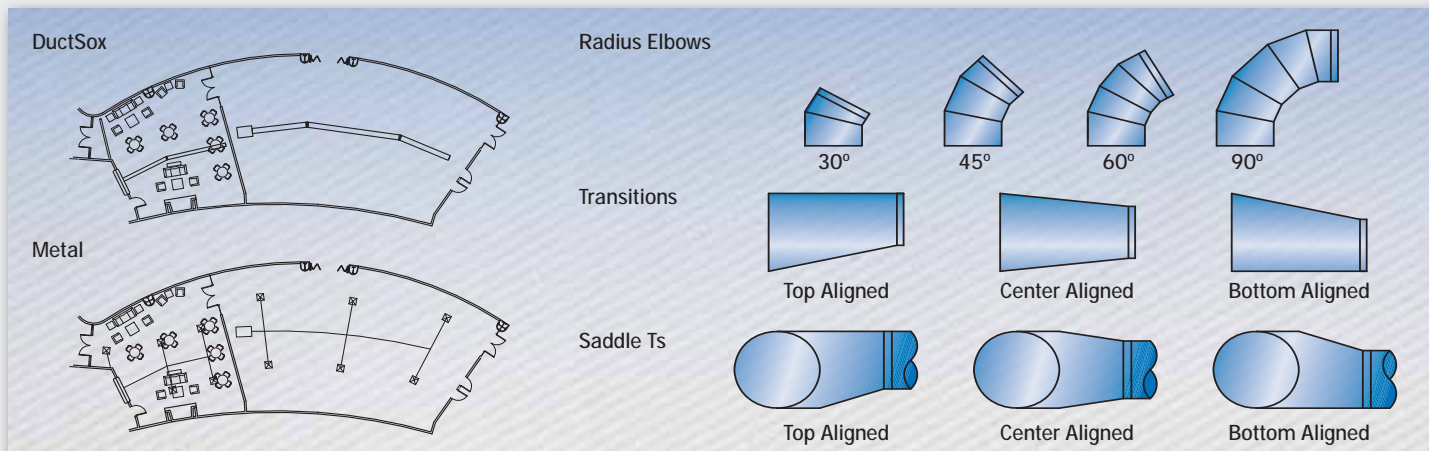 DuctSox
Metal
Radius Elbows
30º
45º
60º
90º
Transitions
Top Aligned
Center Aligned
Bottom Aligned
Saddle Ts
Top Aligned
Center Aligned
Bottom Aligned